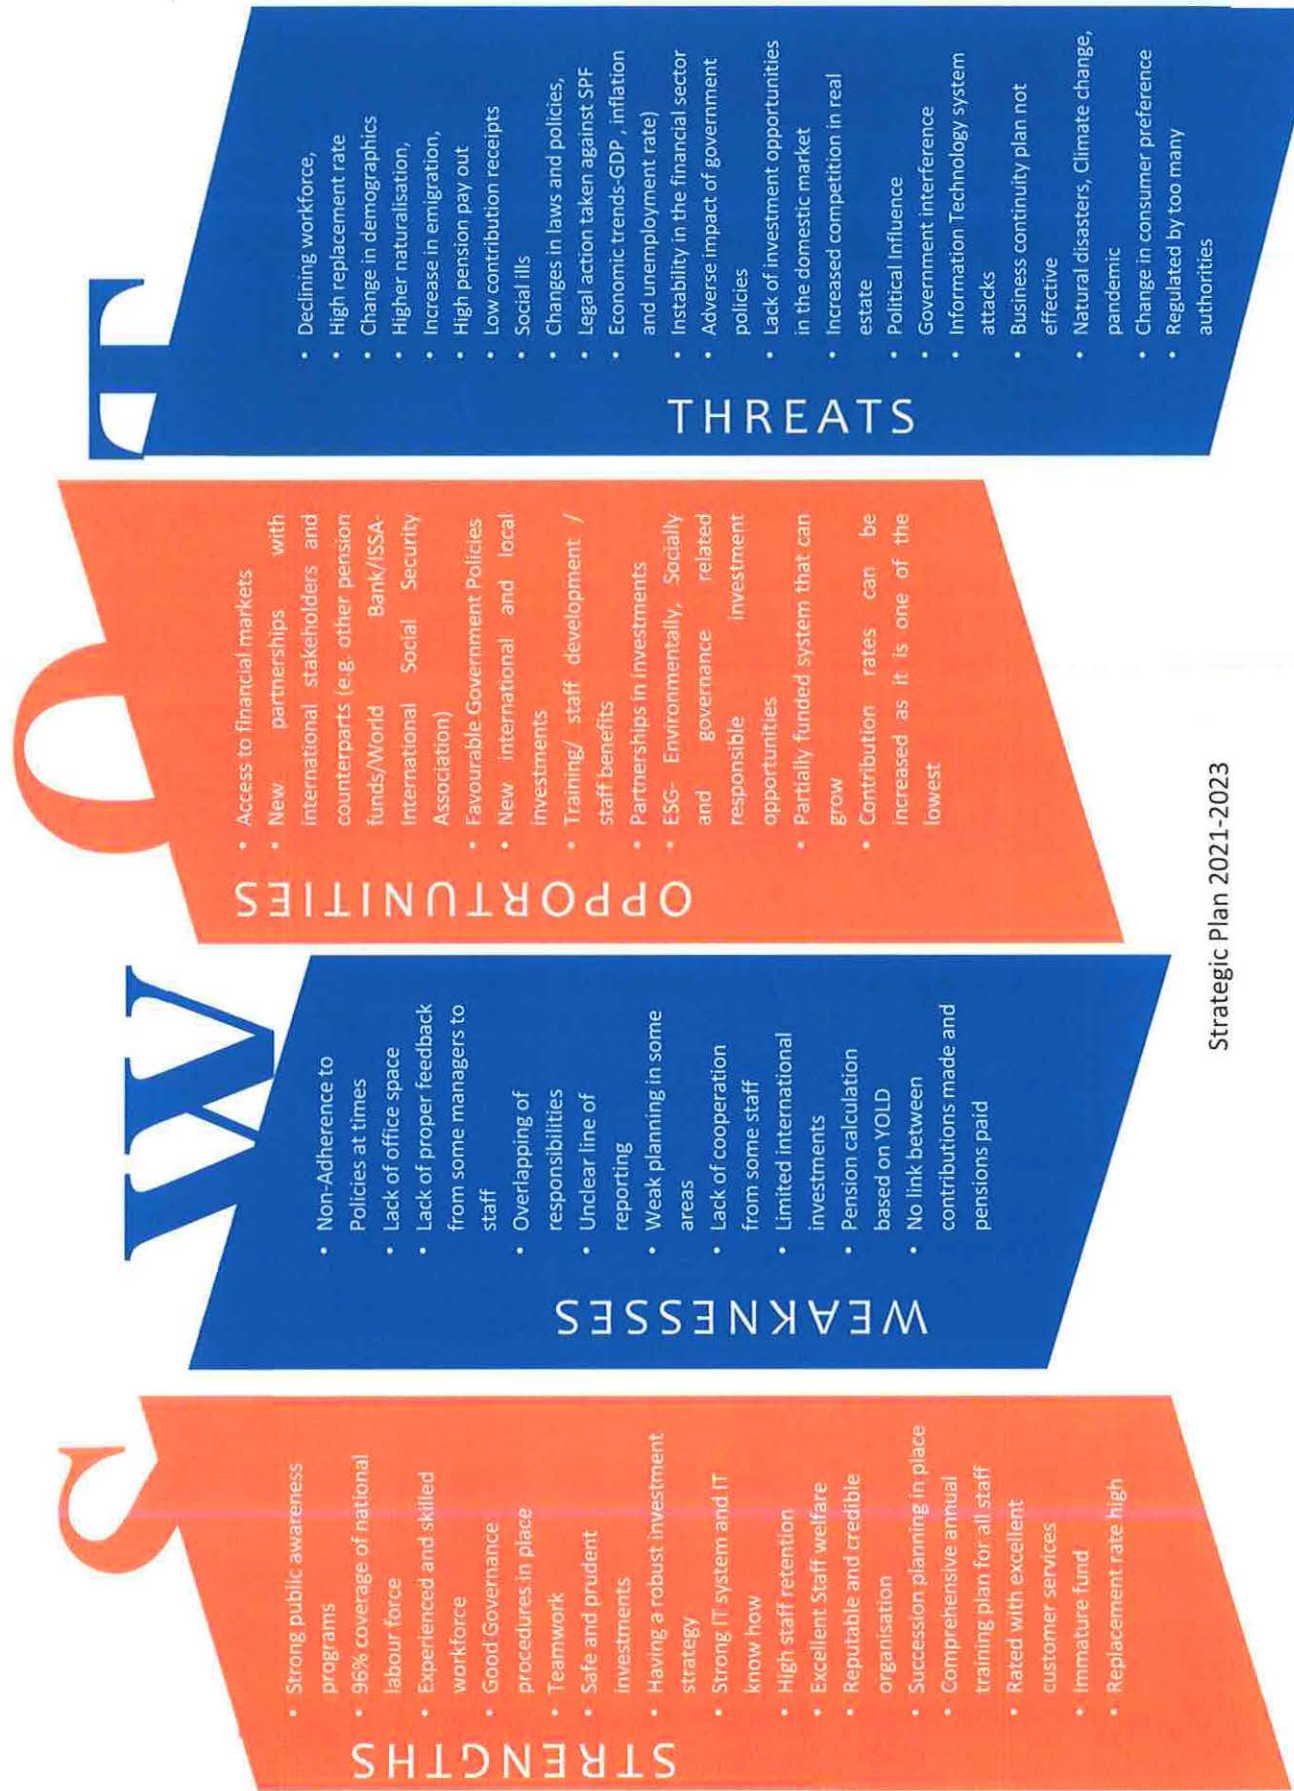 S
STRENGTHS
• Strong public awareness
programs
• 96% coverage of national
labour force
• Experienced and skilled
workforce
• Good Governance
procedures in place
• Teamwork
• Safe and prudent
investments
• Having a robust investment
strategy
• Strong IT system and IT
know how
• High staff retention
• Excellent Staff welfare
• Reputable and credible
organisation
• Succession planning in place
• Comprehensive annual
training plan for all staff
• Rated with excellent
customer services
• Immature fund
• Replacement rate high
W
WEAKNESSES
• Non-Adherence to
Policies at times
• Lack of office space
• Lack of proper feedback
from some managers to
staff
• Overlapping of
responsibilities
• Unclear line of
reporting
• Weak planning in some
areas
• Lack of cooperation
from some staff
• Limited international
investments
• Pension calculation
based on YOLD
• No link between
contributions made and
pensions paid
O
OPPORTUNITIES
• Access to financial markets
• New partnerships with
international stakeholders and
counterparts (e.g. other pension
funds/World Bank/ISSA-
International Social Security
Association)
• Favourable Government Policies
• New international and local
investments
• Training/ staff development /
staff benefits
• Partnerships in investments
• ESG- Environmentally, Socially
and governance related
responsible investment
opportunities
• Partially funded system that can
grow
• Contribution rates can be
increased as it is one of the
lowest
T
THREATS
• Declining workforce,
• High replacement rate
• Change in demographics
• Higher naturalisation,
• Increase in emigration,
• High pension pay out
• Low contribution receipts
• Social ills
• Changes in laws and policies,
• Legal action taken against SPF
• Economic trends-GDP , inflation
and unemployment rate)
• Instability in the financial sector
• Adverse impact of government
policies
• Lack of investment opportunities
in the domestic market
• Increased competition in real
estate
• Political Influence
• Government interference
• Information Technology system
attacks
• Business continuity plan not
effective
• Natural disasters, Climate change,
pandemic
• Change in consumer preference
• Regulated by too many
authorities
Strategic Plan 2021-2023